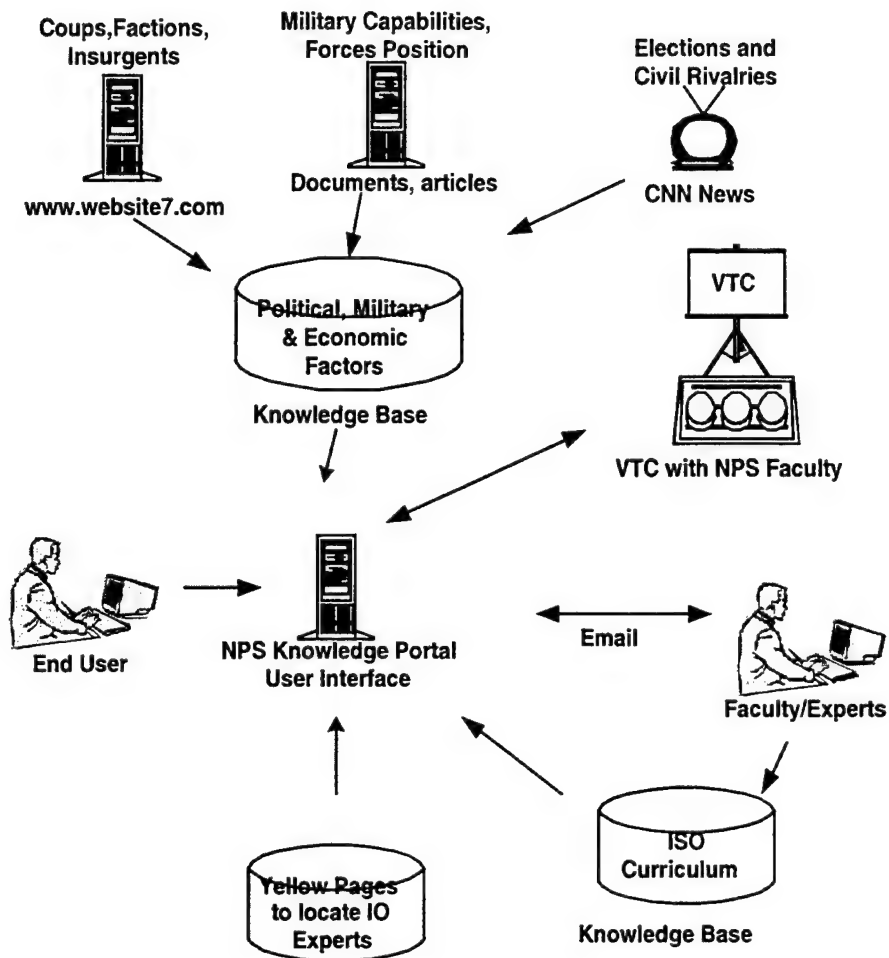 Coups,Factions,
Insurgents
Military Capabilities,
Forces Position
Elections and
Civil Rivalries
www.website7.com
Documents, articles
CNN News
Political, Military
& Economic
Factors
VTC
Knowledge Base
VTC with NPS Faculty
End User
NPS Knowledge Portal
User Interface
Email
Faculty/Experts
Yellow Pages
to locate IO
Experts
ISO
Curriculum
Knowledge Base